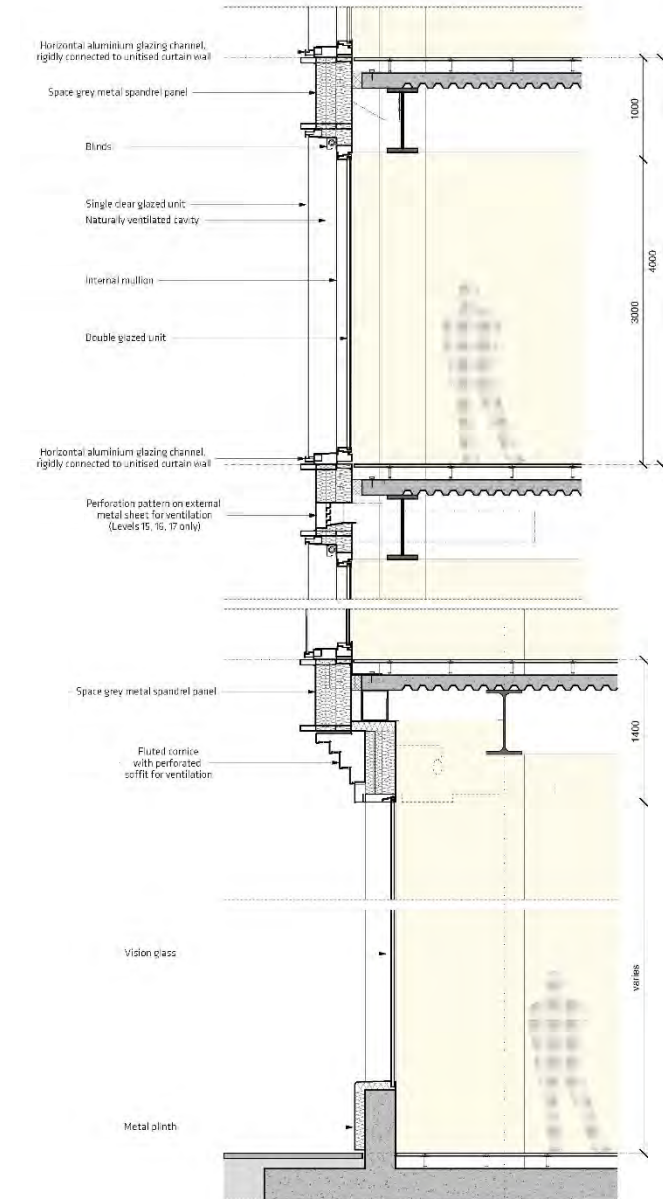 Horizontal aluminium glazing channel,
rigidly connected to unitised curtain wall
Space grey metal spandrel panel
1000
Blinds
Single clear glazed unit
Naturally ventilated cavity
4000
Internal mullion
3000
Double glazed unit
Horizontal aluminium glazing channel,
rigidly connected to unitised curtain wall
Perforation pattern on external
metal sheet for ventilation
(Levels 15, 16, 17 only)
Space grey metal spandrel panel
1400
Fluted cornice
with perforated
soffit for ventilation
Vision glass
varies
Metal plinth